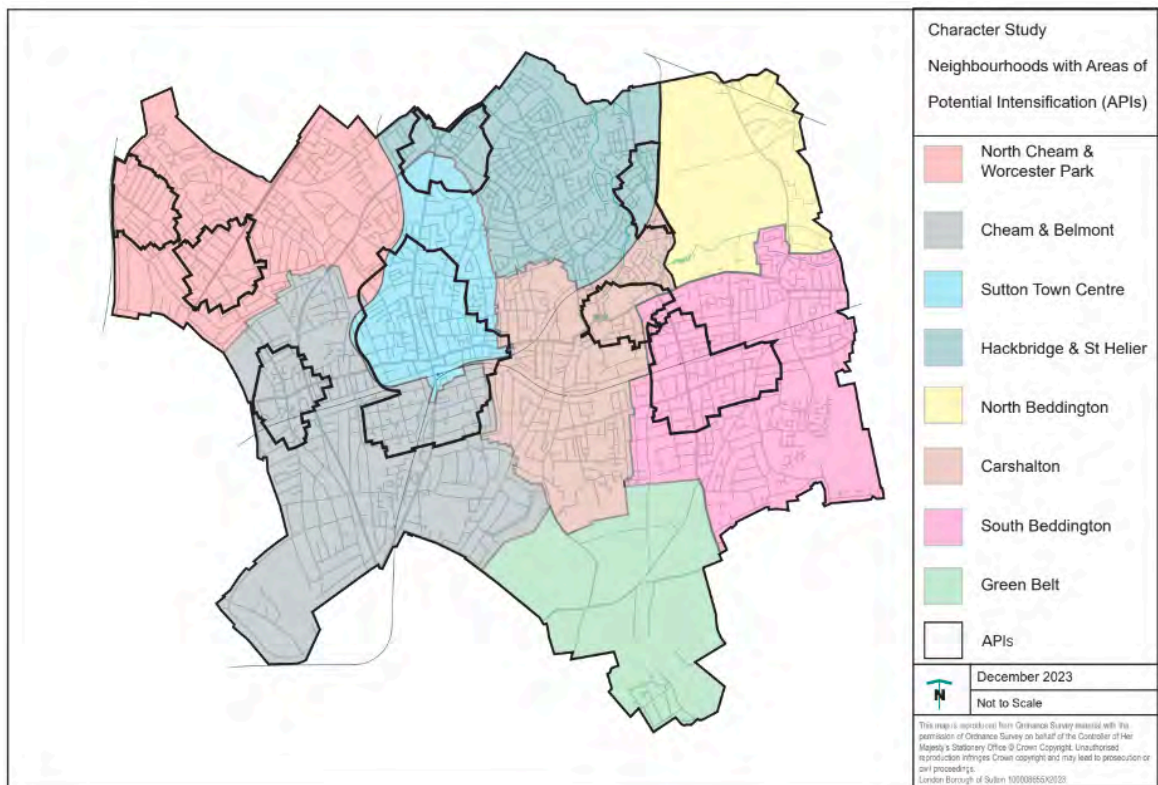 Character Study
Neighbourhoods with Areas of
Potential Intensification (APIs)
North Cheam &
Worcester Park
Cheam & Belmont
Sutton Town Centre
Hackbridge & St Helier
North Beddington
Carshalton
South Beddington
Green Belt
APIs
N
December 2023
Not to Scale
This map is reproduced from Ordnance Survey material with the
permission of Ordnance Survey on behalf of the Controller of Her
Majesty's Stationery Office © Crown Copyright. Unauthorised
reproduction infringes Crown copyright and may lead to prosecution or
civil proceedings.
London Borough of Sutton